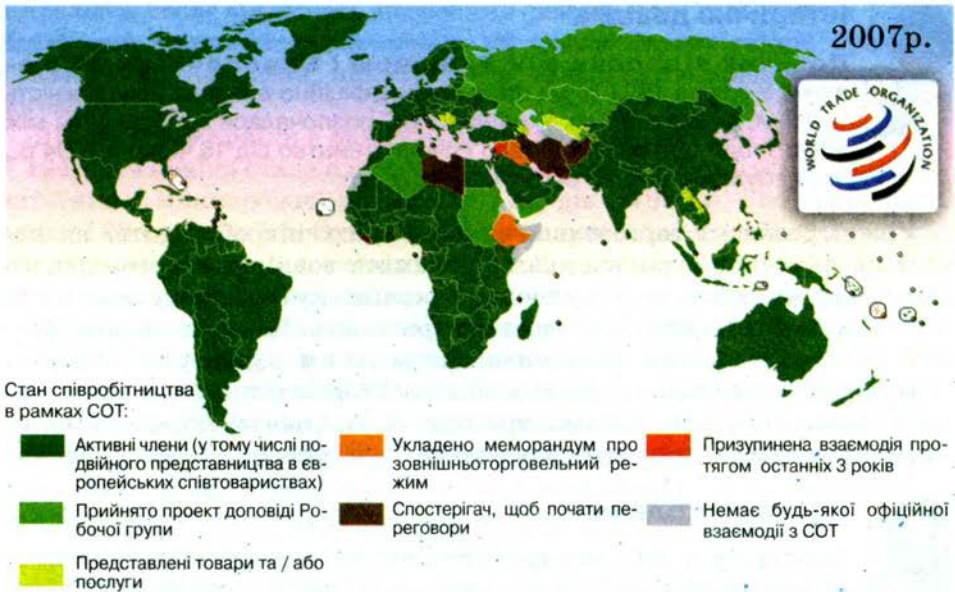 2007р.
WORLD TRADE ORGANIZATION
Стан співробітництва
в рамках СОТ:
Активні члени (у тому числі по-
двійного представництва в єв-
ропейських співтовариствах)
Прийнято проект доповіді Ро-
бочої групи
Представлені товари та / або
послуги
Укладено меморандум про
зовнішньоторговельний ре-
жим
Спостерігач, щоб почати пе-
реговори
Призупинена взаємодія про-
тягом останніх 3 років
Немає будь-якої офіційної
взаємодії з СОТ